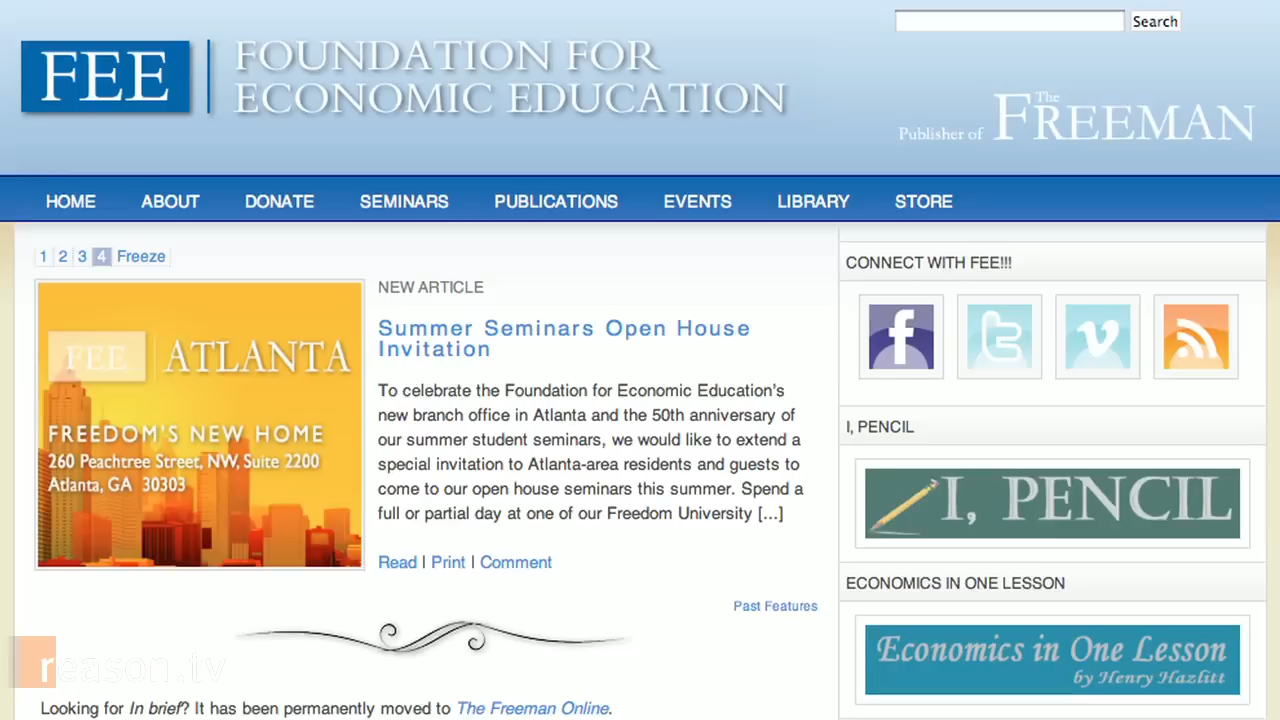 Search
FEE
FOUNDATION FOR
ECONOMIC EDUCATION
Publisher of The FREEMAN
HOME ABOUT DONATE SEMINARS PUBLICATIONS EVENTS LIBRARY STORE
1 2 3 4 Freeze
FEE ATLANTA
FREEDOM'S NEW HOME
260 Peachtree Street, NW, Suite 2200
Atlanta, GA 30303
NEW ARTICLE
Summer Seminars Open House
Invitation
To celebrate the Foundation for Economic Education's
new branch office in Atlanta and the 50th anniversary of
our summer student seminars, we would like to extend a
special invitation to Atlanta-area residents and guests to
come to our open house seminars this summer. Spend a
full or partial day at one of our Freedom University [...]
Read | Print | Comment
Past Features
reason.tv
Looking for In brief? It has been permanently moved to The Freeman Online.
CONNECT WITH FEE!!!
f t v
I, PENCIL
I, PENCIL
ECONOMICS IN ONE LESSON
Economics in One Lesson
by Henry Hazlitt